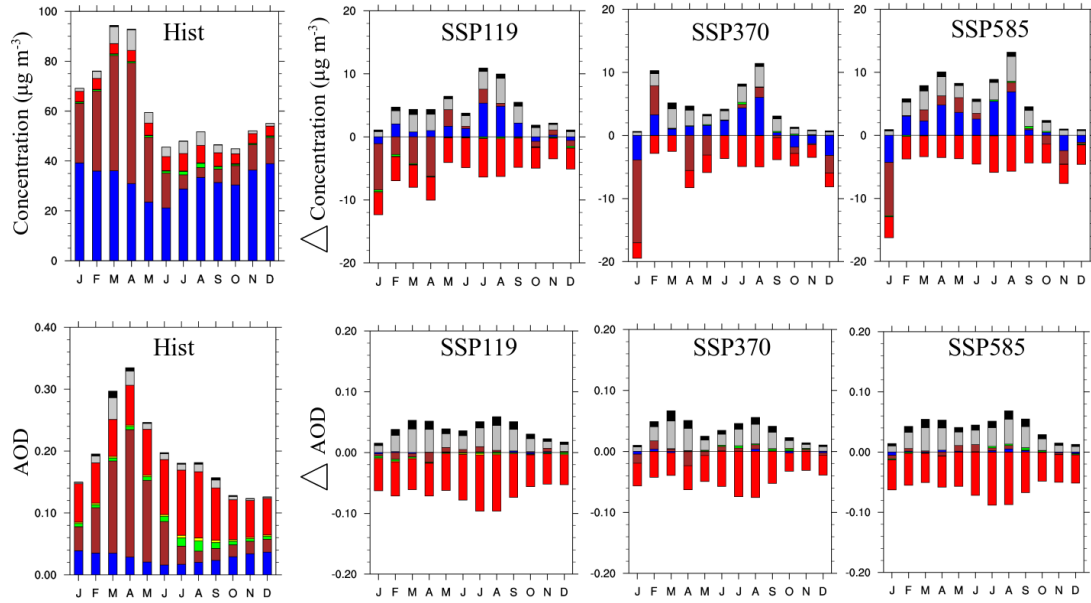 Concentration (μg m⁻³)
100
80
60
40
20
0
Hist
J F M A M J J A S O N D
△ Concentration (μg m⁻³)
20
10
0
-10
-20
SSP119
J F M A M J J A S O N D
20
10
0
-10
-20
SSP370
J F M A M J J A S O N D
20
10
0
-10
-20
SSP585
J F M A M J J A S O N D
AOD
0.40
0.30
0.20
0.10
0.00
Hist
J F M A M J J A S O N D
△ AOD
0.20
0.10
0.00
-0.10
-0.20
SSP119
J F M A M J J A S O N D
0.20
0.10
0.00
-0.10
-0.20
SSP370
J F M A M J J A S O N D
0.20
0.10
0.00
-0.10
-0.20
SSP585
J F M A M J J A S O N D